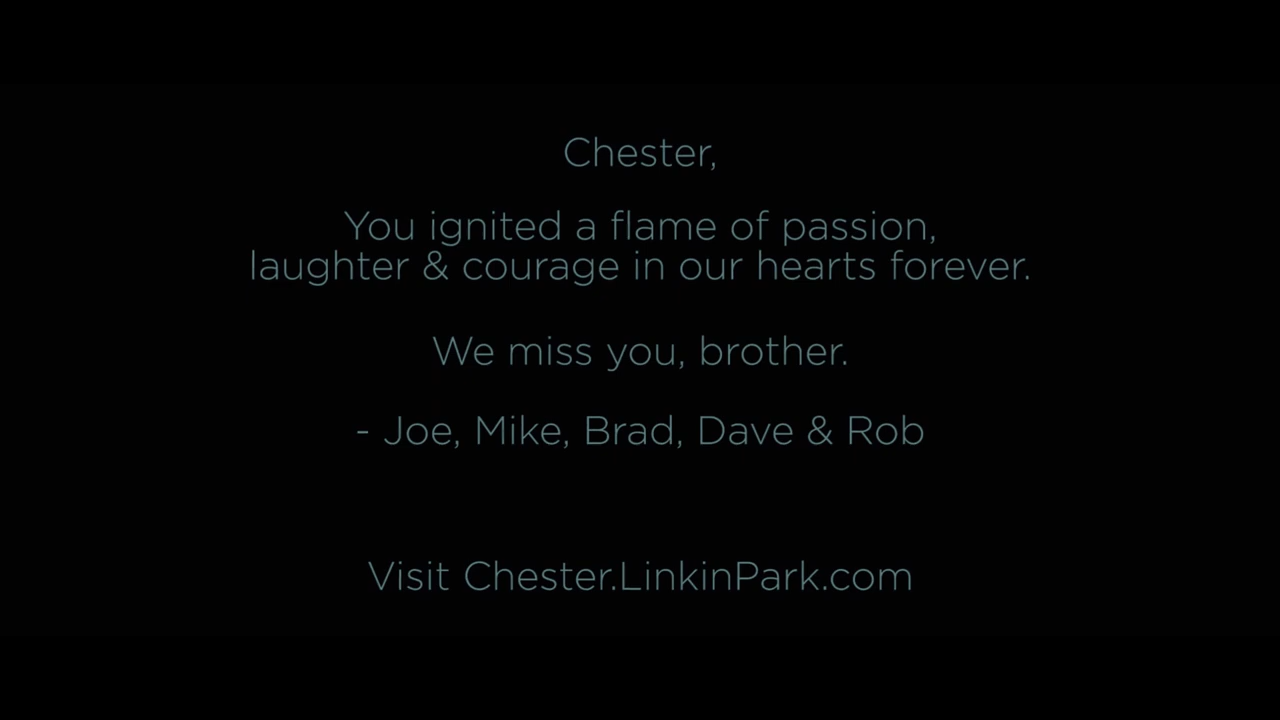 Chester,
You ignited a flame of passion,
laughter & courage in our hearts forever.
We miss you, brother.
- Joe, Mike, Brad, Dave & Rob
Visit Chester.LinkinPark.com